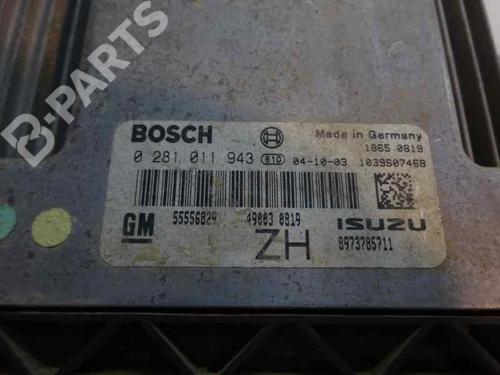 B-PARTS
BOSCH Made in Germany
1865 0819
0 281 011 943 B10 04-10-03 1039S07468
GM 55556829 49003 0819 ISUZU
ZH 8973785711